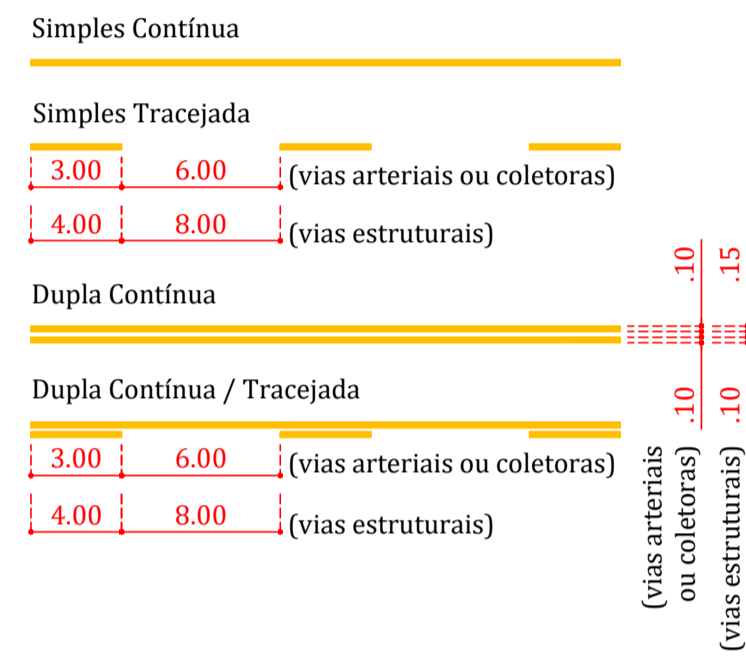 Simples Contínua
Simples Tracejada
3.00 6.00 (vias arteriais ou coletoras)
4.00 8.00 (vias estruturais)
Dupla Contínua
.10 .15
Dupla Contínua / Tracejada
.10 .10
3.00 6.00 (vias arteriais ou coletoras)
4.00 8.00 (vias estruturais)
(vias arteriais
ou coletoras)
(vias estruturais)